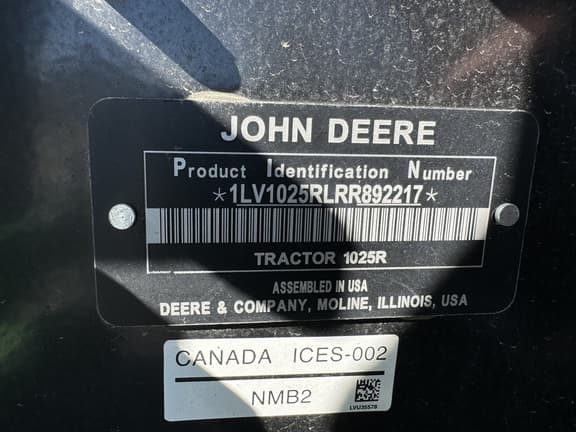 JOHN DEERE
Product Identification Number
*1LV1025RLRR892217*
TRACTOR 1025R
ASSEMBLED IN USA
DEERE & COMPANY, MOLINE, ILLINOIS, USA
CANADA ICES-002
NMB2
LVU35579